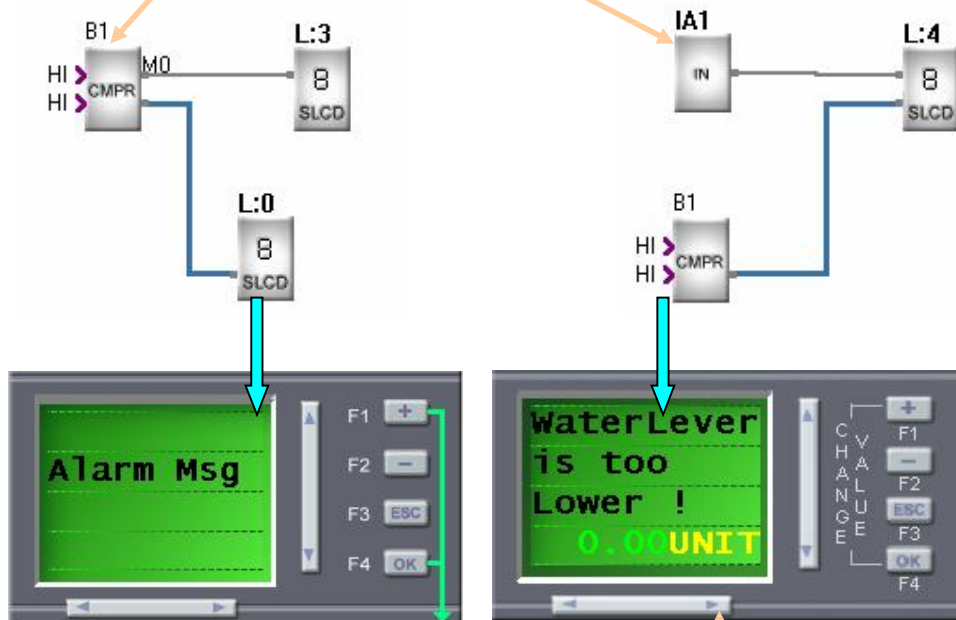 B1
HI
HI
CMPR
M0
L:3
8
SLCD
L:0
8
SLCD
IA1
IN
L:4
8
SLCD
B1
HI
HI
CMPR
Alarm Msg
F1 +
F2 −
F3 ESC
F4 OK
WaterLever
is too
Lower !
0.00UNIT
CHANGE
VALUE
+
F1
−
F2
ESC
F3
OK
F4